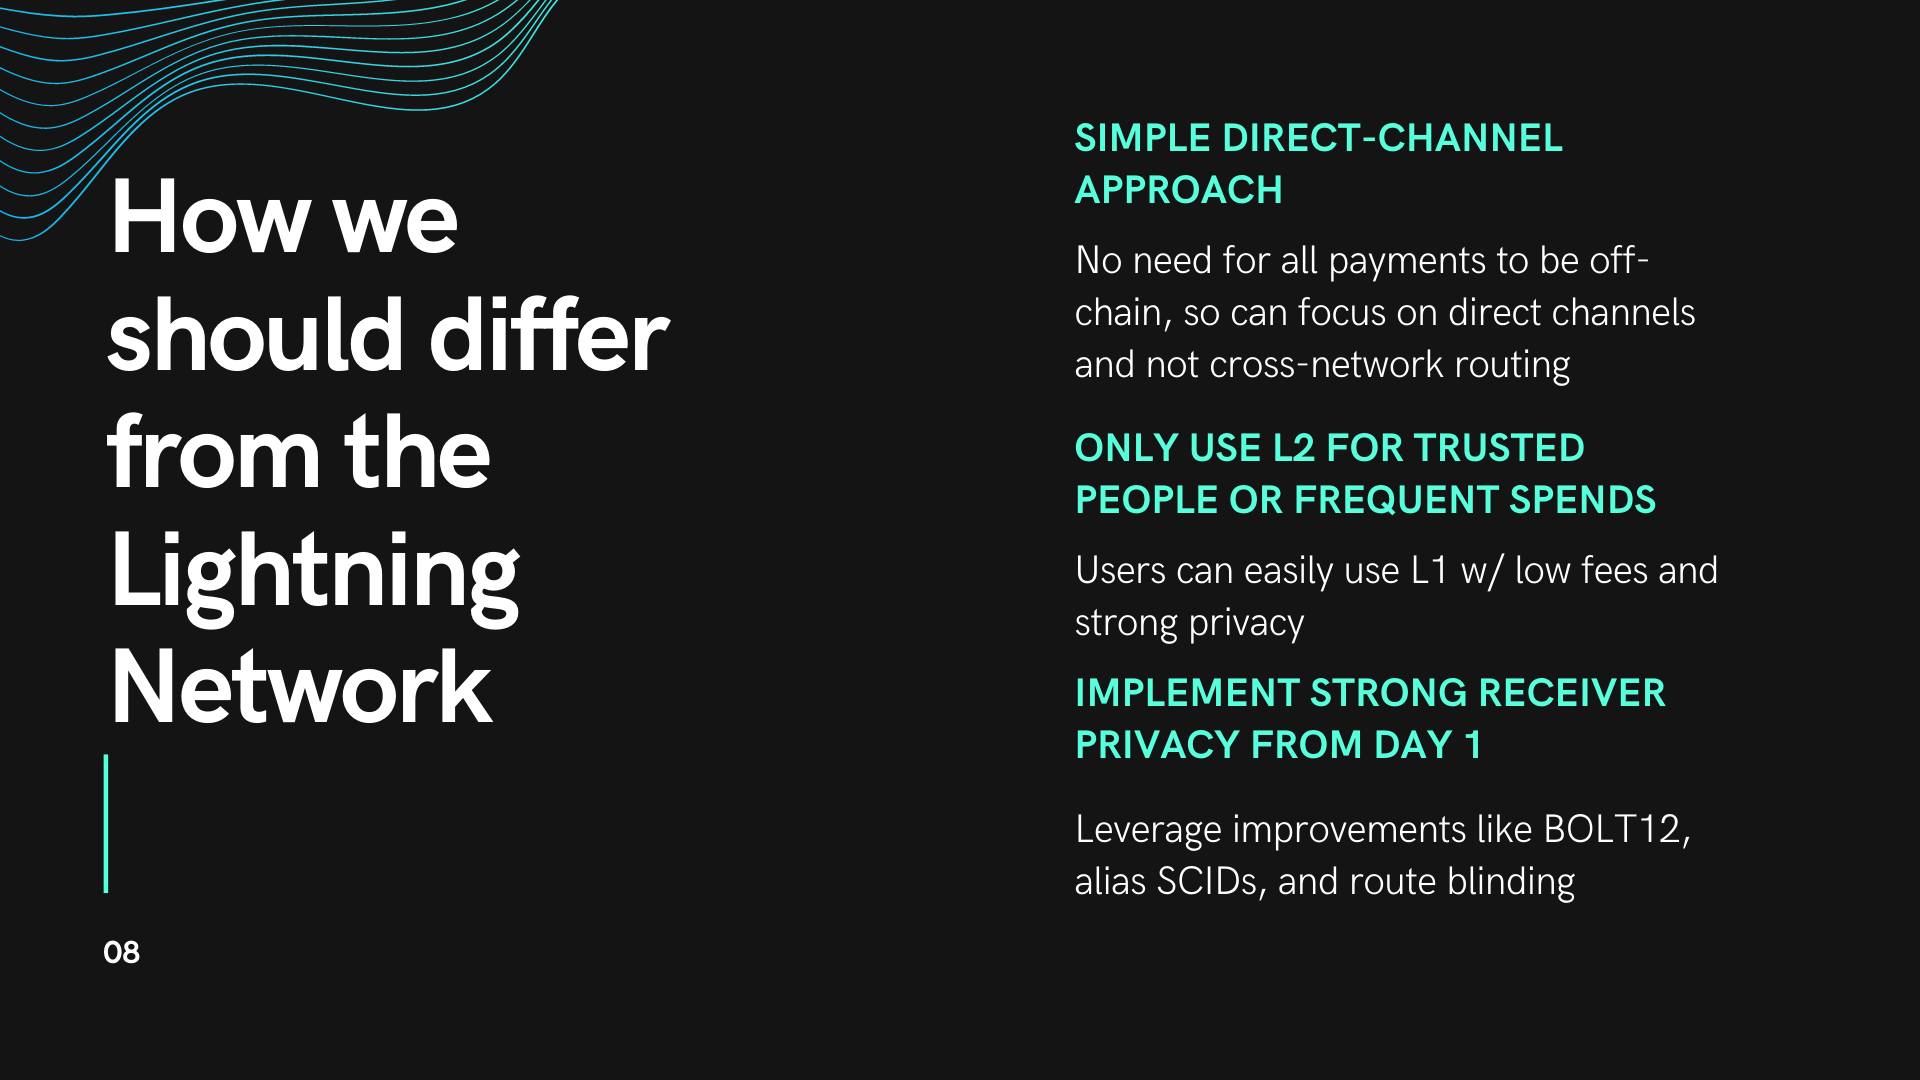 How we
should differ
from the
Lightning
Network
08
SIMPLE DIRECT-CHANNEL
APPROACH
No need for all payments to be off-
chain, so can focus on direct channels
and not cross-network routing
ONLY USE L2 FOR TRUSTED
PEOPLE OR FREQUENT SPENDS
Users can easily use L1 w/ low fees and
strong privacy
IMPLEMENT STRONG RECEIVER
PRIVACY FROM DAY 1
Leverage improvements like BOLT12,
alias SCIDs, and route blinding